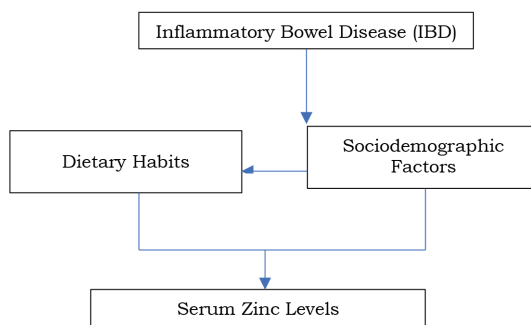 Inflammatory Bowel Disease (IBD)
Dietary Habits
Sociodemographic
Factors
Serum Zinc Levels